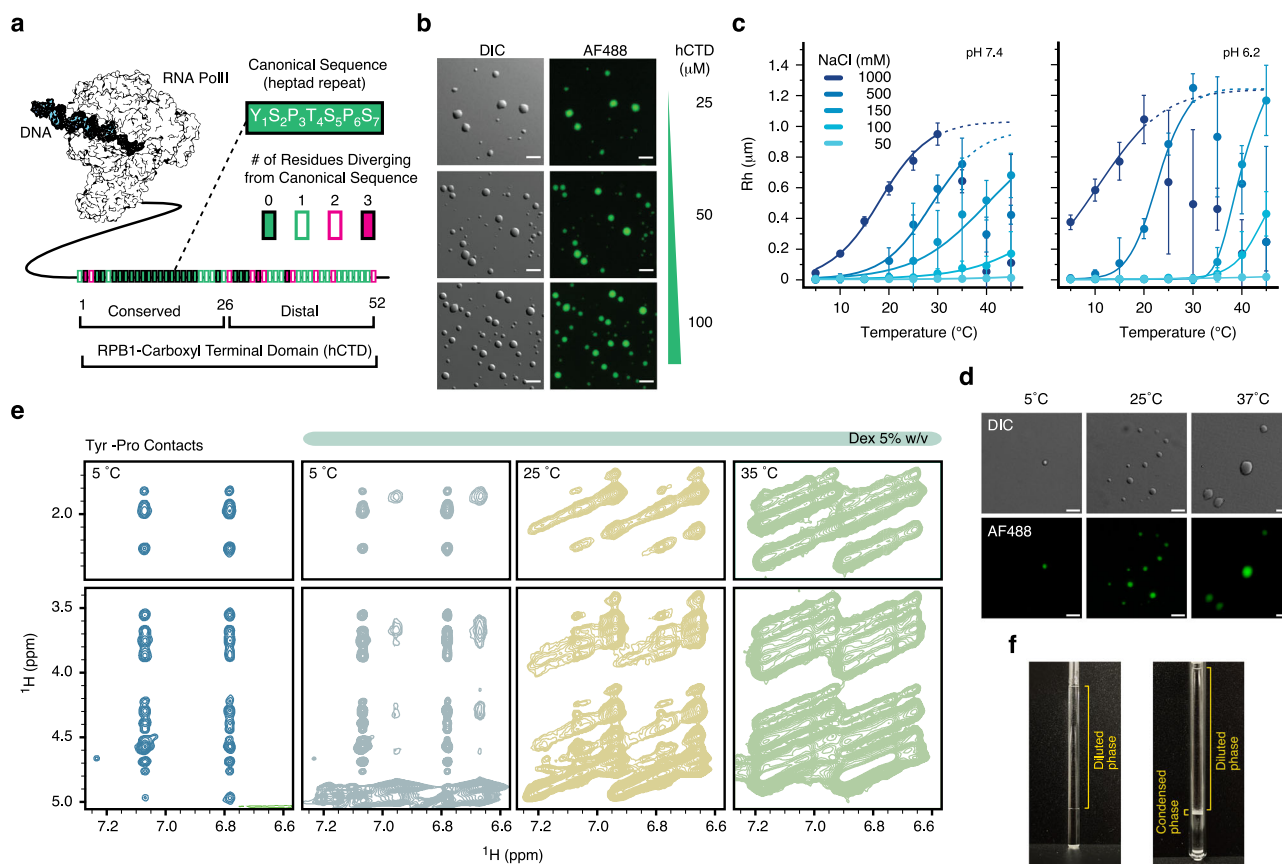 a
RNA PolII
DNA
Canonical Sequence
(heptad repeat)
Y1S2P3T4S5P6S7
# of Residues Diverging
from Canonical Sequence
0 1 2 3
1 26 52
Conserved Distal
RPB1-Carboxyl Terminal Domain (hCTD)
b
DIC AF488 hCTD
(µM)
25
50
100
c
pH 7.4 pH 6.2
NaCl (mM)
1000
500
150
100
50
Rh (µm)
1.4
1.2
1.0
0.8
0.6
0.4
0.2
0
10 20 30 40 10 20 30 40
Temperature (°C) Temperature (°C)
d
5°C 25°C 37°C
DIC
AF488
e
Tyr -Pro Contacts
Dex 5% w/v
5 °C 5 °C 25 °C 35 °C
2.0
3.5
4.0
4.5
5.0
1H (ppm)
7.2 7.0 6.8 6.6 7.2 7.0 6.8 6.6 7.2 7.0 6.8 6.6 7.2 7.0 6.8 6.6
1H (ppm)
f
Diluted phase
Condensed phase
Diluted phase